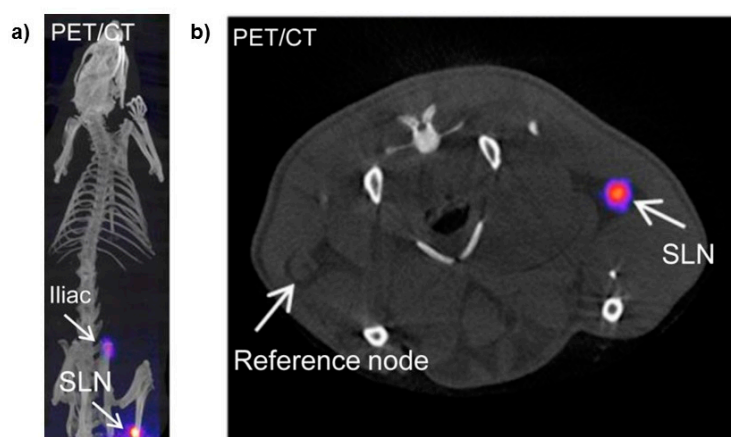 a)
PET/CT
Iliac
SLN
b)
PET/CT
SLN
Reference node